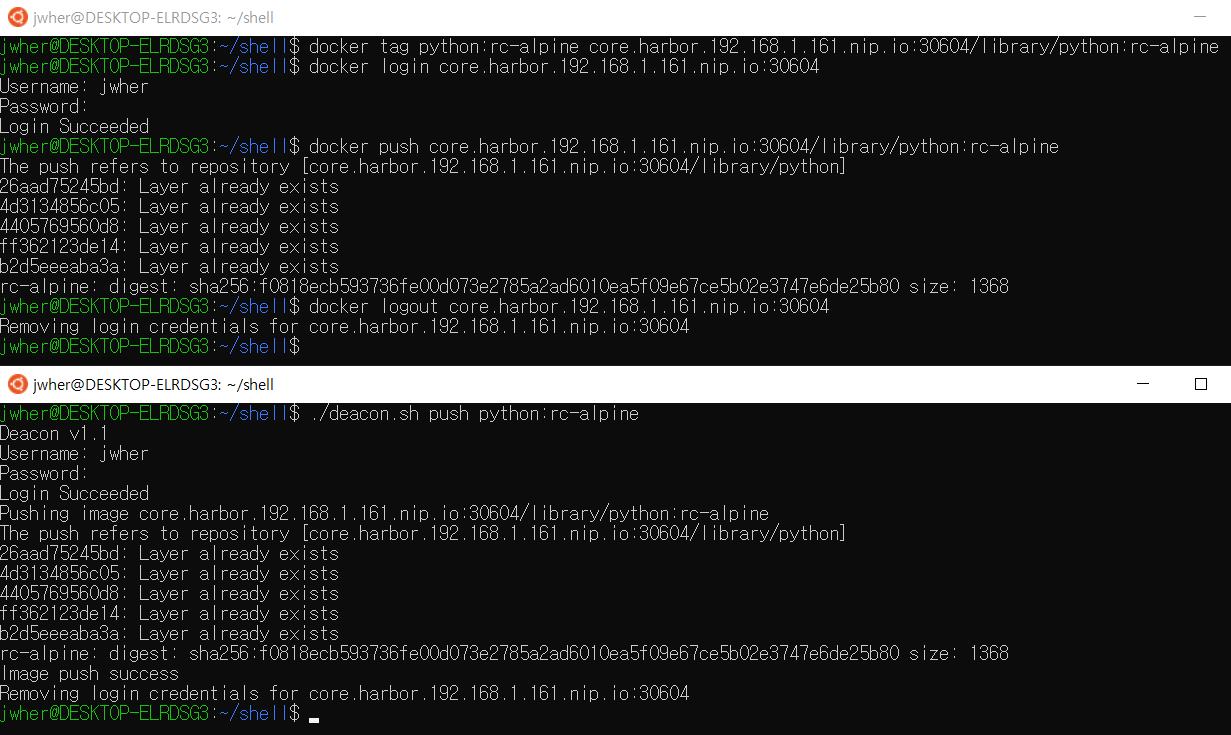 jwher@DESKTOP-ELRDSG3: ~/shell
jwher@DESKTOP-ELRDSG3:~/shell$ docker tag python:rc-alpine core.harbor.192.168.1.161.nip.io:30604/library/python:rc-alpine
jwher@DESKTOP-ELRDSG3:~/shell$ docker login core.harbor.192.168.1.161.nip.io:30604
Username: jwher
Password:
Login Succeeded
jwher@DESKTOP-ELRDSG3:~/shell$ docker push core.harbor.192.168.1.161.nip.io:30604/library/python:rc-alpine
The push refers to repository [core.harbor.192.168.1.161.nip.io:30604/library/python]
26aad75245bd: Layer already exists
4d3134856c05: Layer already exists
4405769560d8: Layer already exists
ff362123de14: Layer already exists
b2d5eeeaba3a: Layer already exists
rc-alpine: digest: sha256:f0818ecb593736fe00d073e2785a2ad6010ea5f09e67ce5b02e3747e6de25b80 size: 1368
jwher@DESKTOP-ELRDSG3:~/shell$ docker logout core.harbor.192.168.1.161.nip.io:30604
Removing login credentials for core.harbor.192.168.1.161.nip.io:30604
jwher@DESKTOP-ELRDSG3:~/shell$
jwher@DESKTOP-ELRDSG3: ~/shell
jwher@DESKTOP-ELRDSG3:~/shell$ ./deacon.sh push python:rc-alpine
Deacon v1.1
Username: jwher
Password:
Login Succeeded
Pushing image core.harbor.192.168.1.161.nip.io:30604/library/python:rc-alpine
The push refers to repository [core.harbor.192.168.1.161.nip.io:30604/library/python]
26aad75245bd: Layer already exists
4d3134856c05: Layer already exists
4405769560d8: Layer already exists
ff362123de14: Layer already exists
b2d5eeeaba3a: Layer already exists
rc-alpine: digest: sha256:f0818ecb593736fe00d073e2785a2ad6010ea5f09e67ce5b02e3747e6de25b80 size: 1368
Image push success
Removing login credentials for core.harbor.192.168.1.161.nip.io:30604
jwher@DESKTOP-ELRDSG3:~/shell$